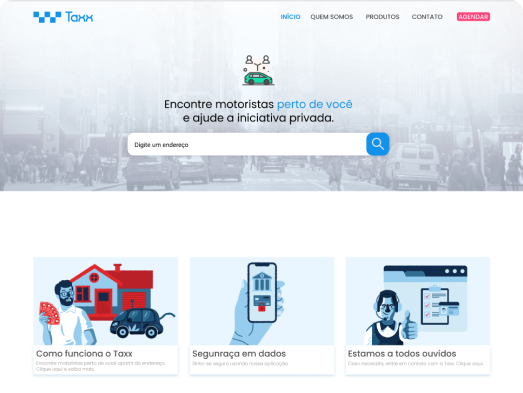 Taxx
INÍCIO QUEM SOMOS PRODUTOS CONTATO AGENDAR
Encontre motoristas perto de você
e ajude a iniciativa privada.
Digite um endereço
Como funciona o Taxx
Encontre motoristas perto de você apartir do endereço.
Clique aqui e saiba mais.
Segunraça em dados
Sinta-se seguro usando nossa aplicação
Estamos a todos ouvidos
Caso necessite, entre em contato com a Taxx. Clique aqui